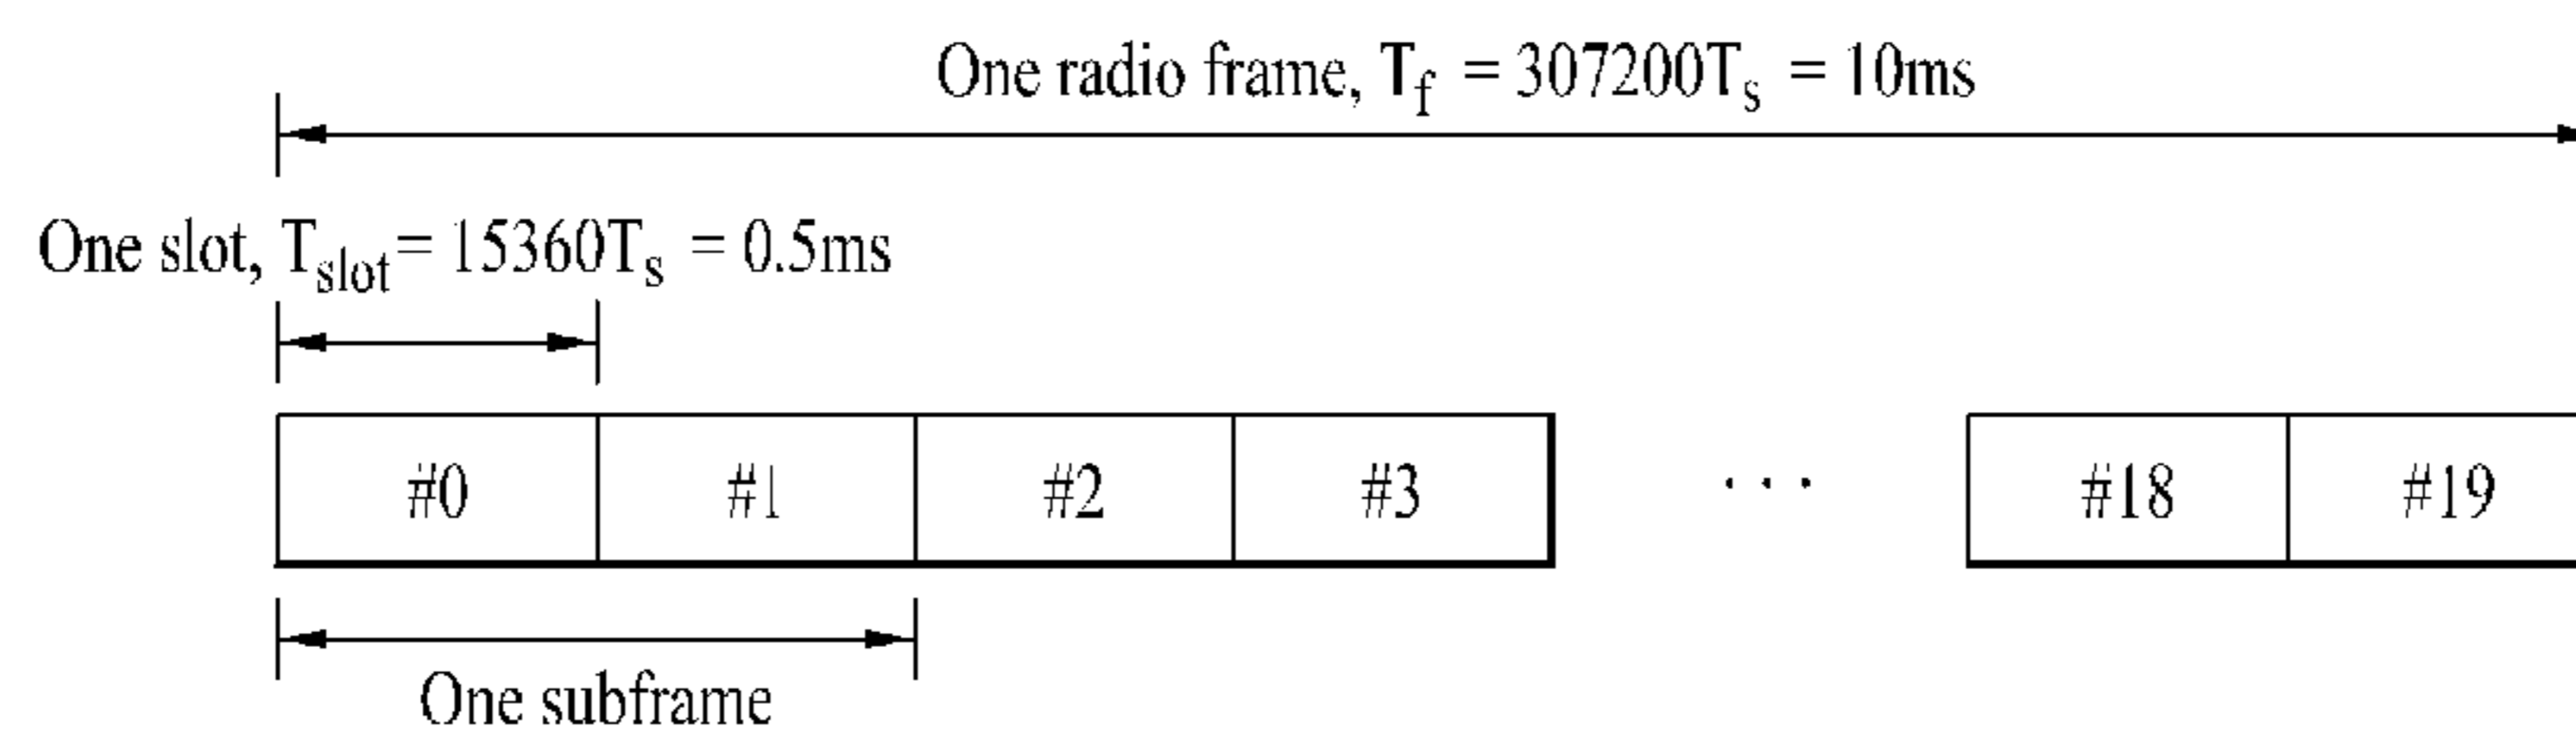 One radio frame, Tf = 307200Ts = 10ms
One slot, Tslot = 15360Ts = 0.5ms
#0 #1 #2 #3 ... #18 #19
One subframe